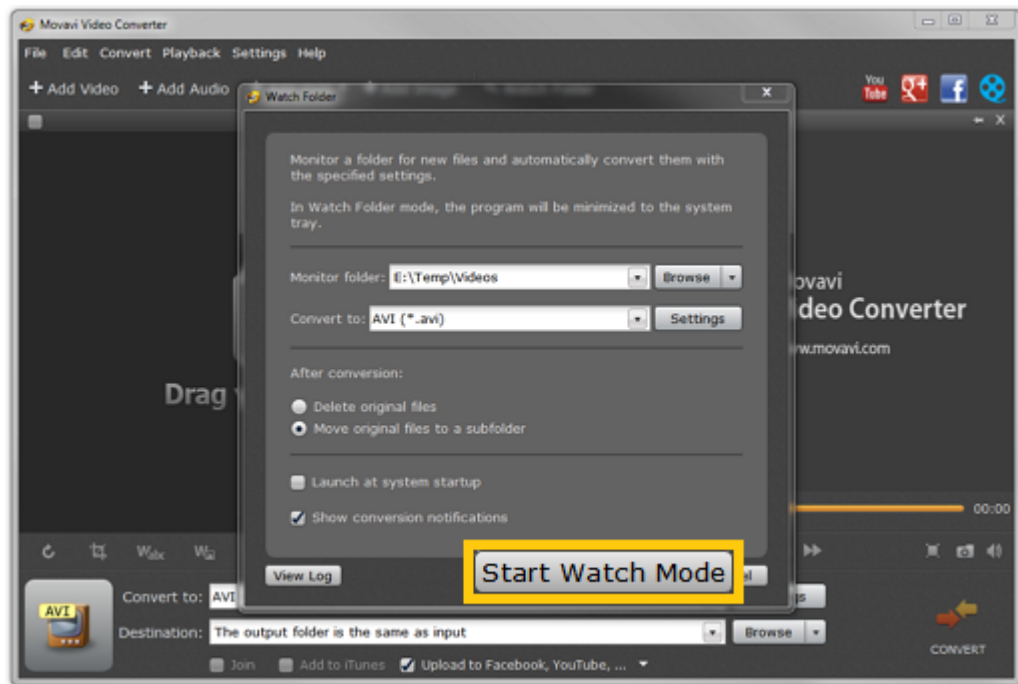 Movavi Video Converter
File Edit Convert Playback Settings Help
+ Add Video + Add Audio
You
Tube
g+
f
Watch Folder
Monitor a folder for new files and automatically convert them with
the specified settings.
In Watch Folder mode, the program will be minimized to the system
tray.
Monitor folder: E:\Temp\Videos
Browse
Convert to: AVI (*.avi)
Settings
ovavi
deo Converter
w.movavi.com
Drag
After conversion:
Delete original files
Move original files to a subfolder
Launch at system startup
Show conversion notifications
00:00
View Log
Start Watch Mode
AVI
Convert to: AVI
Destination: The output folder is the same as input
Browse
Join Add to iTunes Upload to Facebook, YouTube, ...
CONVERT